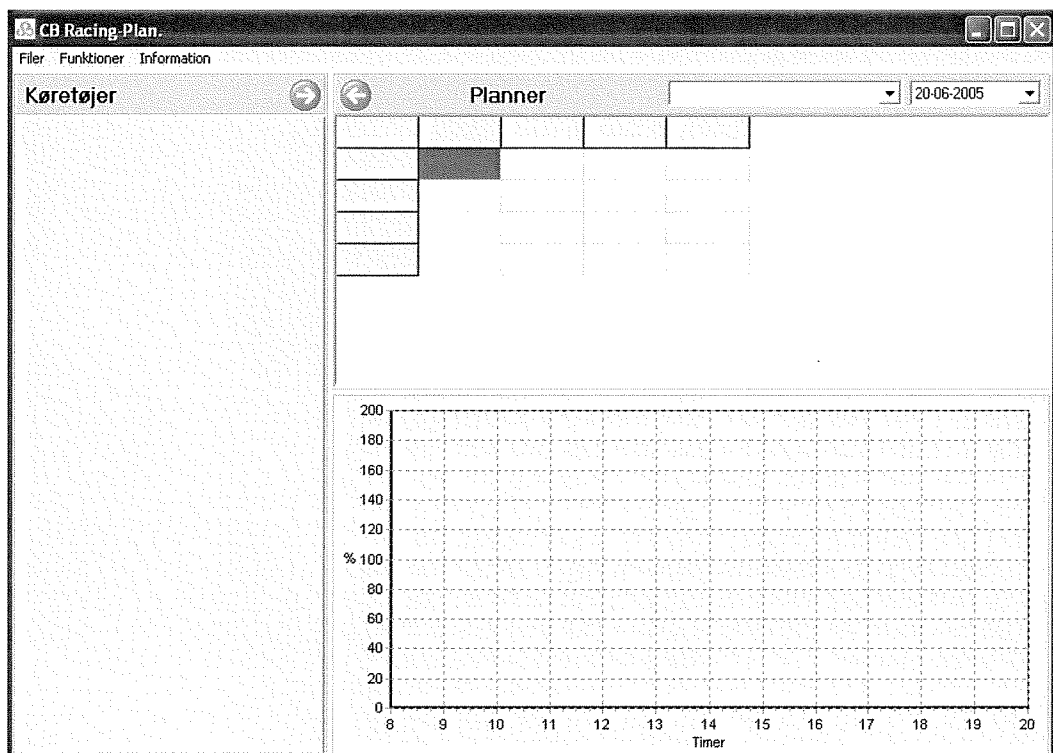 CB Racing-Plan.
Filer Funktioner Information
Køretøjer
Planner
20-06-2005
200
180
160
140
120
% 100
80
60
40
20
0
8 9 10 11 12 13 14 15 16 17 18 19 20
Timer